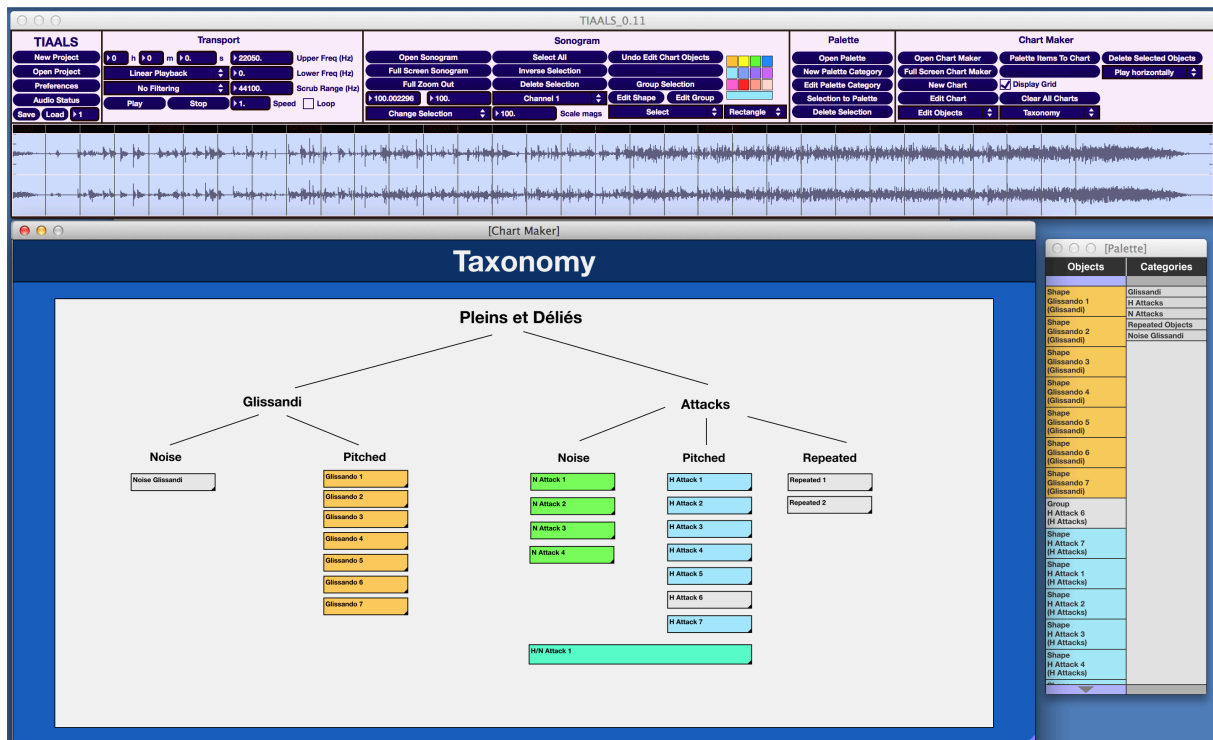 TIAALS_0.11
TIAALS
New Project
Open Project
Preferences
Audio Status
Save Load 1
Transport
0 h 0 m 0. s 22050. Upper Freq (Hz)
Linear Playback 0. Lower Freq (Hz)
No Filtering 44100. Scrub Range (Hz)
Play Stop 1. Speed Loop
Sonogram
Open Sonogram Select All Undo Edit Chart Objects
Full Screen Sonogram Inverse Selection
Full Zoom Out Delete Selection Group Selection
100.002296 100. Channel 1 Edit Shape Edit Group
Change Selection 100. Scale mags Select Rectangle
Palette
Open Palette
New Palette Category
Edit Palette Category
Selection to Palette
Delete Selection
Chart Maker
Open Chart Maker Palette Items To Chart Delete Selected Objects
Full Screen Chart Maker Play horizontally
New Chart Display Grid
Edit Chart Clear All Charts
Edit Objects Taxonomy
[Chart Maker]
Taxonomy
Pleins et Déliés
Glissandi
Attacks
Noise
Pitched
Noise
Pitched
Repeated
Noise Glissandi
Glissando 1
Glissando 2
Glissando 3
Glissando 4
Glissando 5
Glissando 6
Glissando 7
N Attack 1
N Attack 2
N Attack 3
N Attack 4
H Attack 1
H Attack 2
H Attack 3
H Attack 4
H Attack 5
H Attack 6
H Attack 7
Repeated 1
Repeated 2
H/N Attack 1
[Palette]
Objects
Categories
Shape
Glissando 1
(Glissandi)
Shape
Glissando 2
(Glissandi)
Shape
Glissando 3
(Glissandi)
Shape
Glissando 4
(Glissandi)
Shape
Glissando 5
(Glissandi)
Shape
Glissando 6
(Glissandi)
Shape
Glissando 7
(Glissandi)
Group
H Attack 6
(H Attacks)
Shape
H Attack 7
(H Attacks)
Shape
H Attack 1
(H Attacks)
Shape
H Attack 2
(H Attacks)
Shape
H Attack 3
(H Attacks)
Shape
H Attack 4
(H Attacks)
Glissandi
H Attacks
N Attacks
Repeated Objects
Noise Glissandi